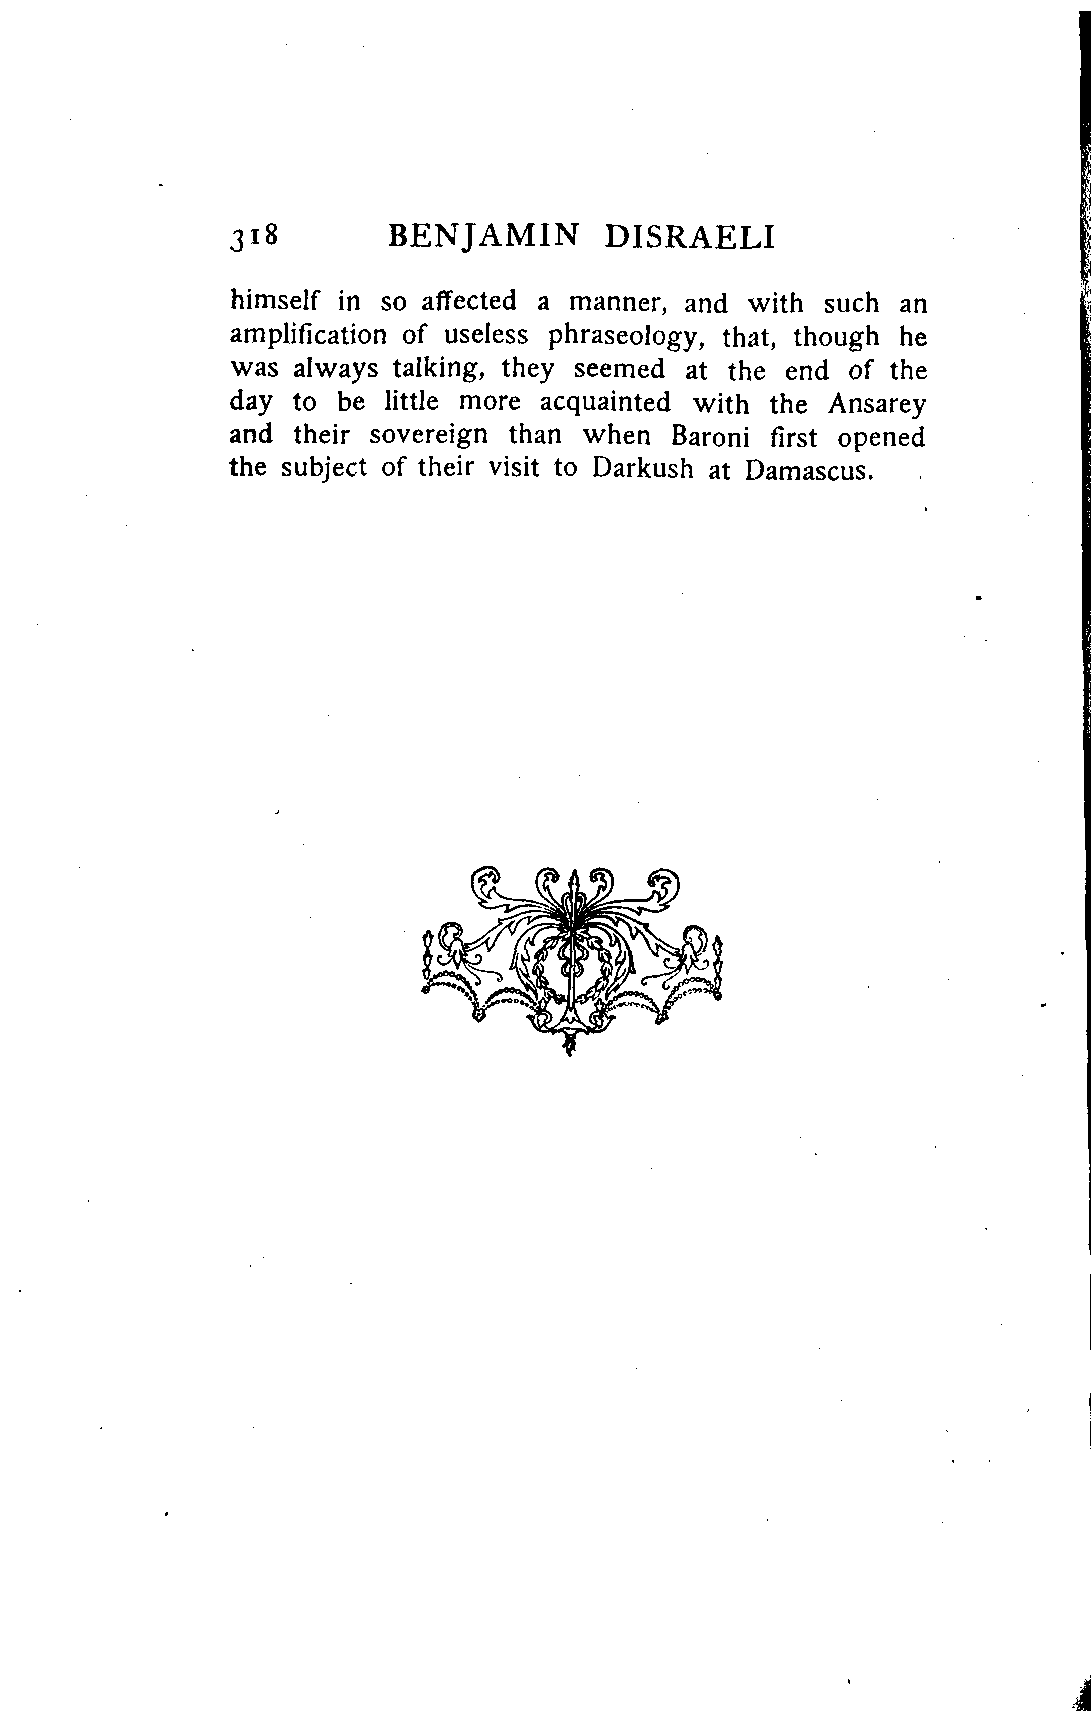 318 BENJAMIN DISRAELI
himself in so affected a manner, and with such an
amplification of useless phraseology, that, though he
was always talking, they seemed at the end of the
day to be little more acquainted with the Ansarey
and their sovereign than when Baroni first opened
the subject of their visit to Darkush at Damascus.